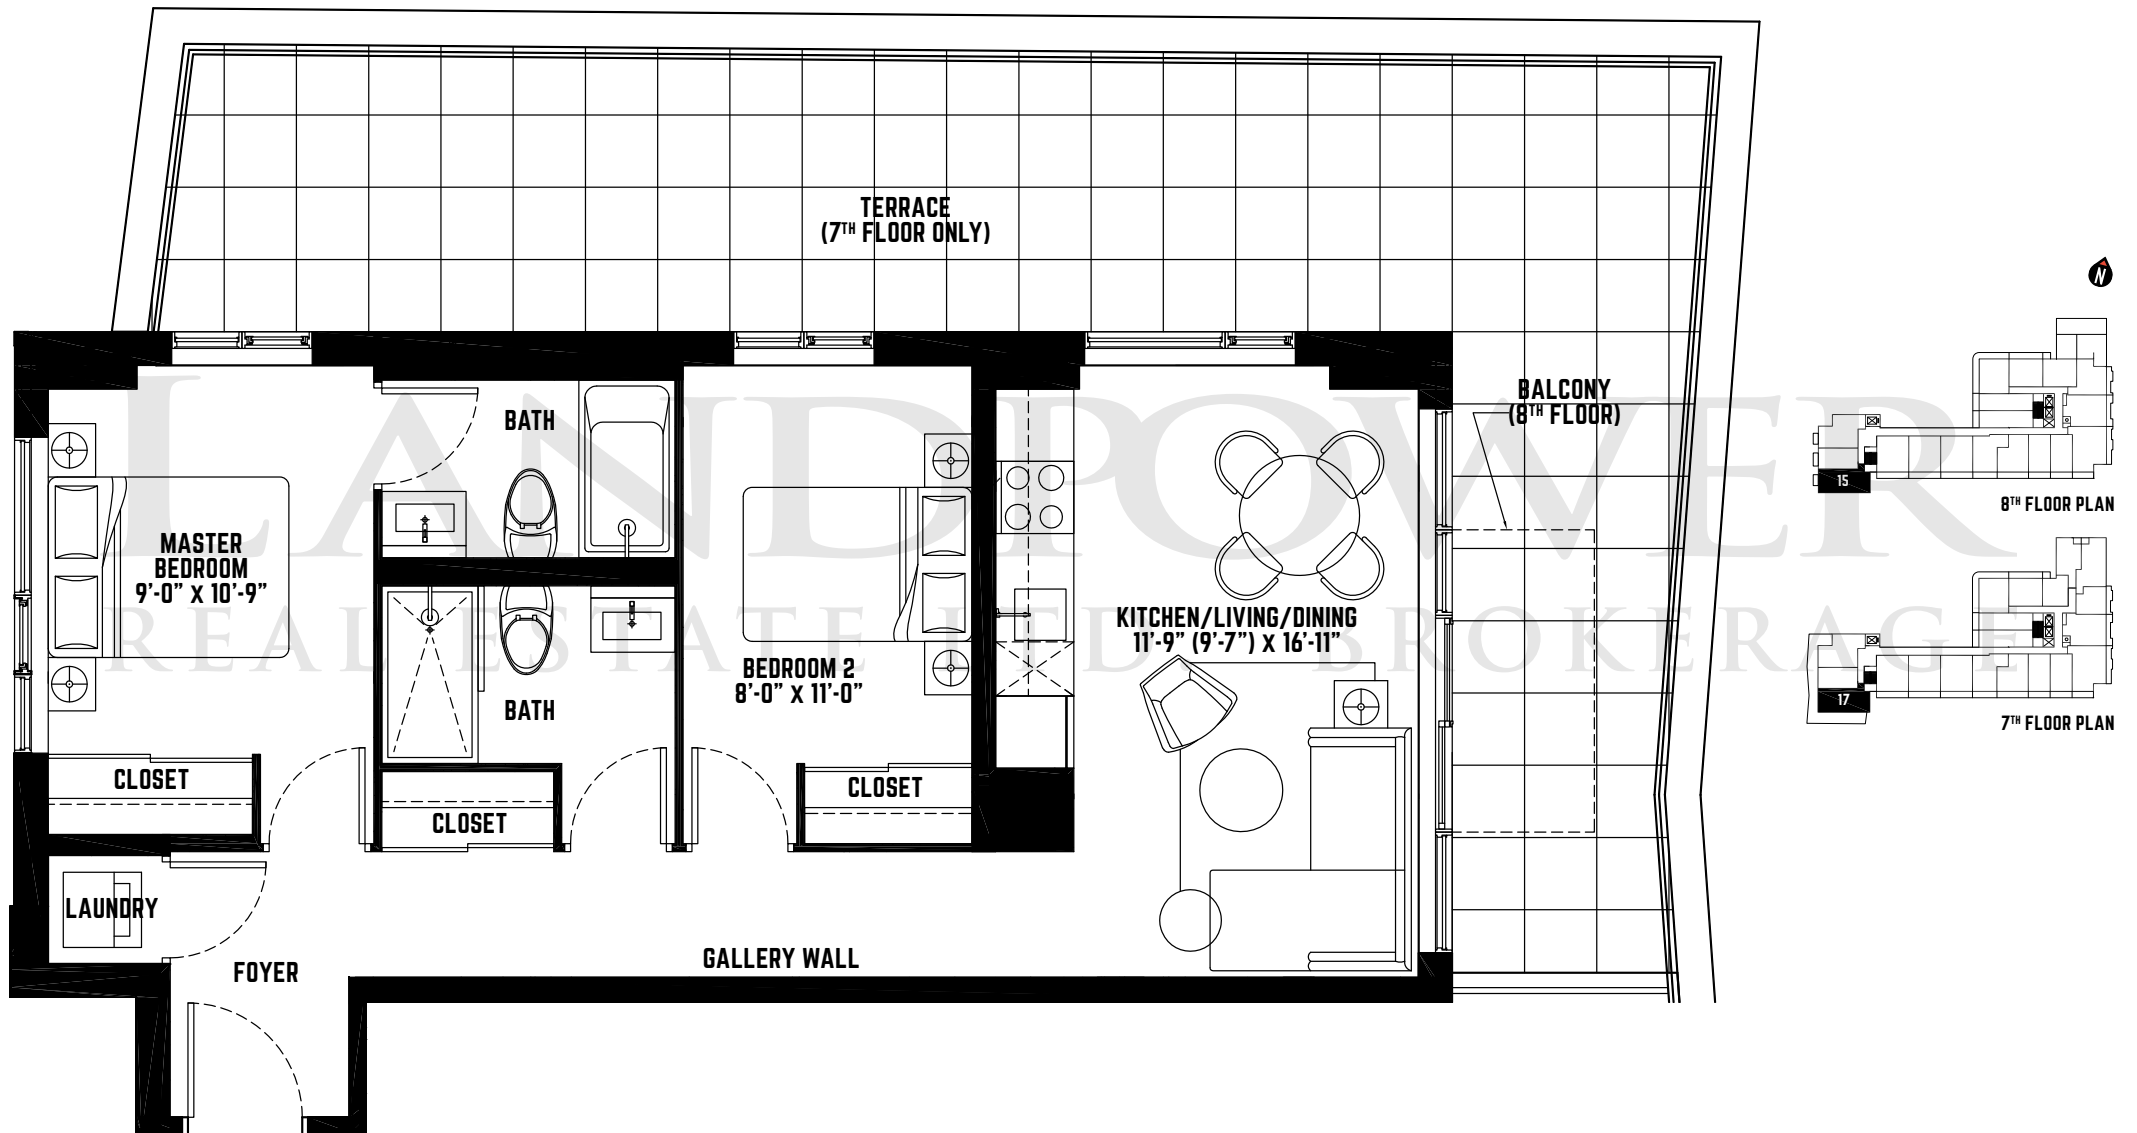 TERRACE
(7TH FLOOR ONLY)
N
BALCONY
(8TH FLOOR)
BATH
LANDPOWER
15
8TH FLOOR PLAN
MASTER
BEDROOM
9'-0" X 10'-9"
KITCHEN/LIVING/DINING
11'-9" (9'-7") X 16'-11"
REAL ESTATE LTD BROKERAGE
BEDROOM 2
8'-0" X 11'-0"
BATH
17
7TH FLOOR PLAN
CLOSET
CLOSET
CLOSET
LAUNDRY
FOYER
GALLERY WALL